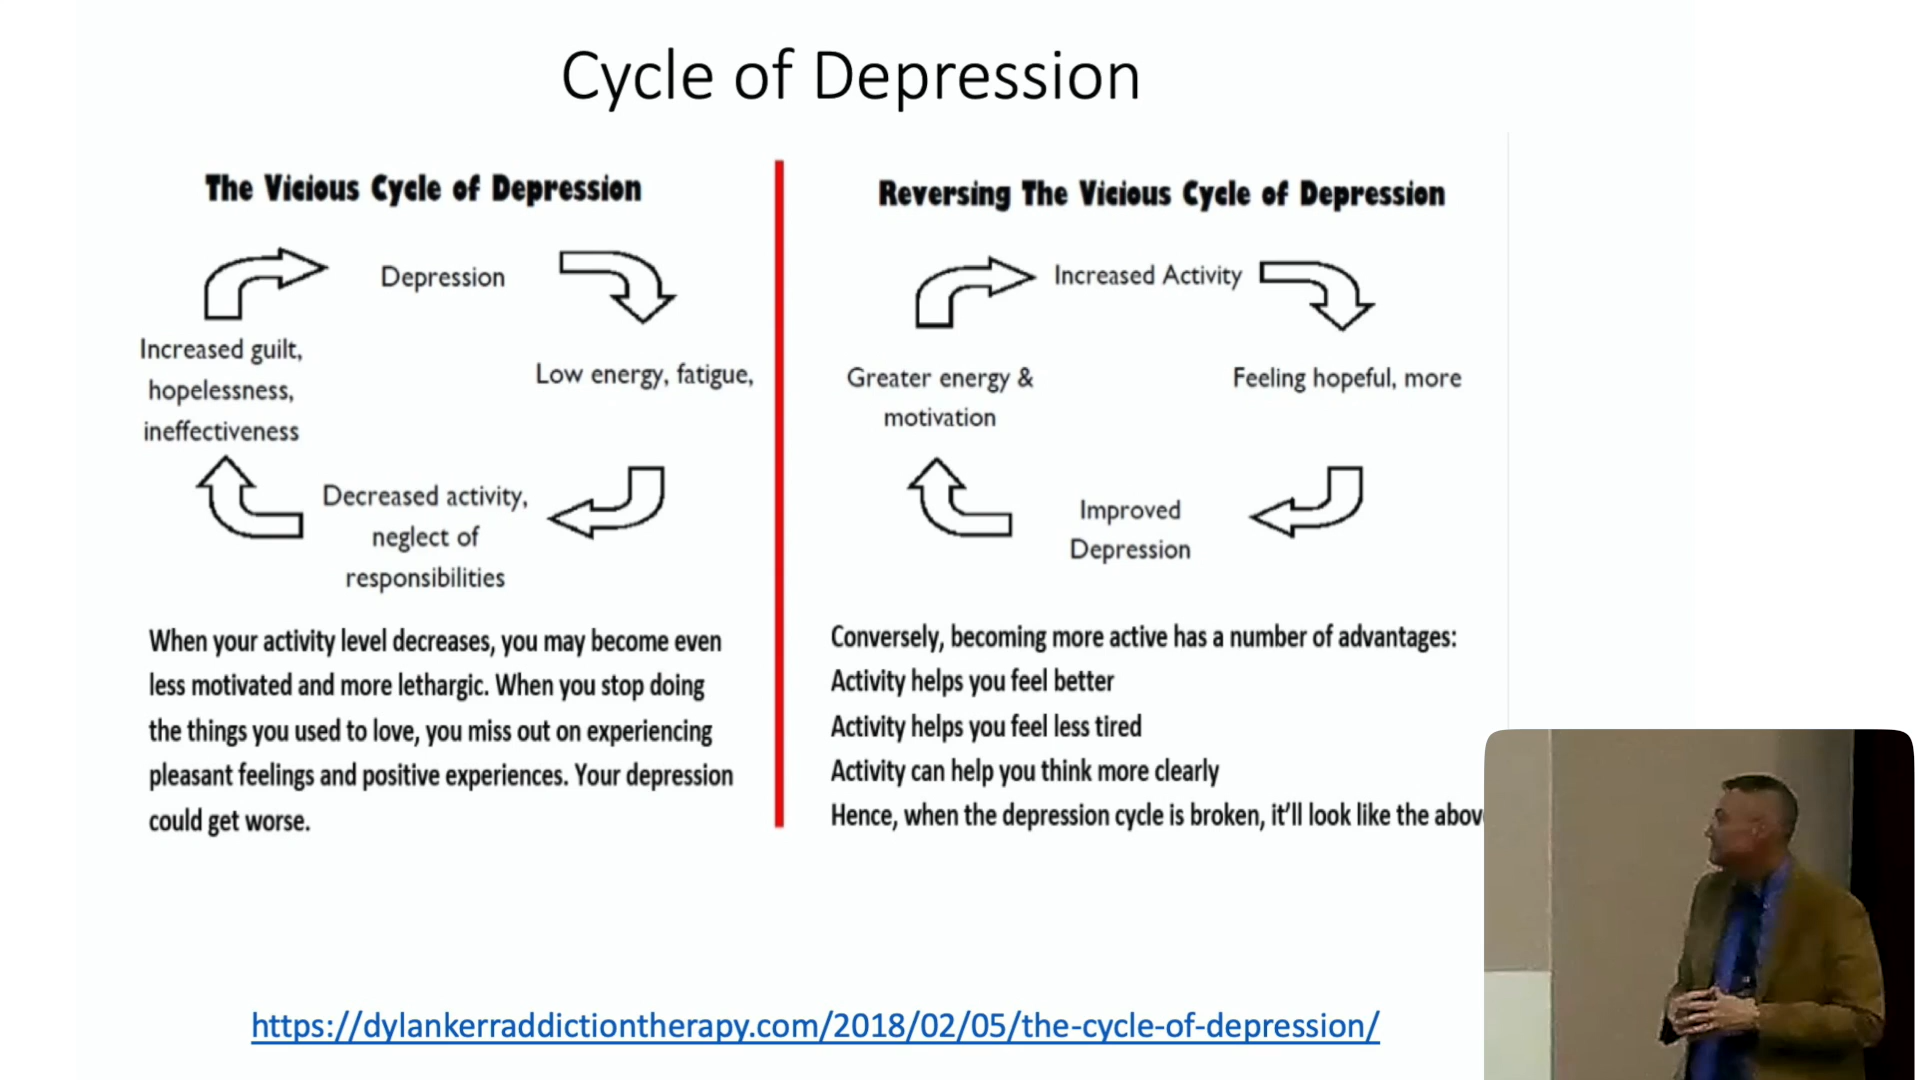 Cycle of Depression
The Vicious Cycle of Depression
Depression
Increased guilt,
hopelessness,
ineffectiveness
Low energy, fatigue,
Decreased activity,
neglect of
responsibilities
When your activity level decreases, you may become even
less motivated and more lethargic. When you stop doing
the things you used to love, you miss out on experiencing
pleasant feelings and positive experiences. Your depression
could get worse.
Reversing The Vicious Cycle of Depression
Increased Activity
Greater energy &
motivation
Feeling hopeful, more
Improved
Depression
Conversely, becoming more active has a number of advantages:
Activity helps you feel better
Activity helps you feel less tired
Activity can help you think more clearly
Hence, when the depression cycle is broken, it'll look like the abov
https://dylankerraddictiontherapy.com/2018/02/05/the-cycle-of-depression/